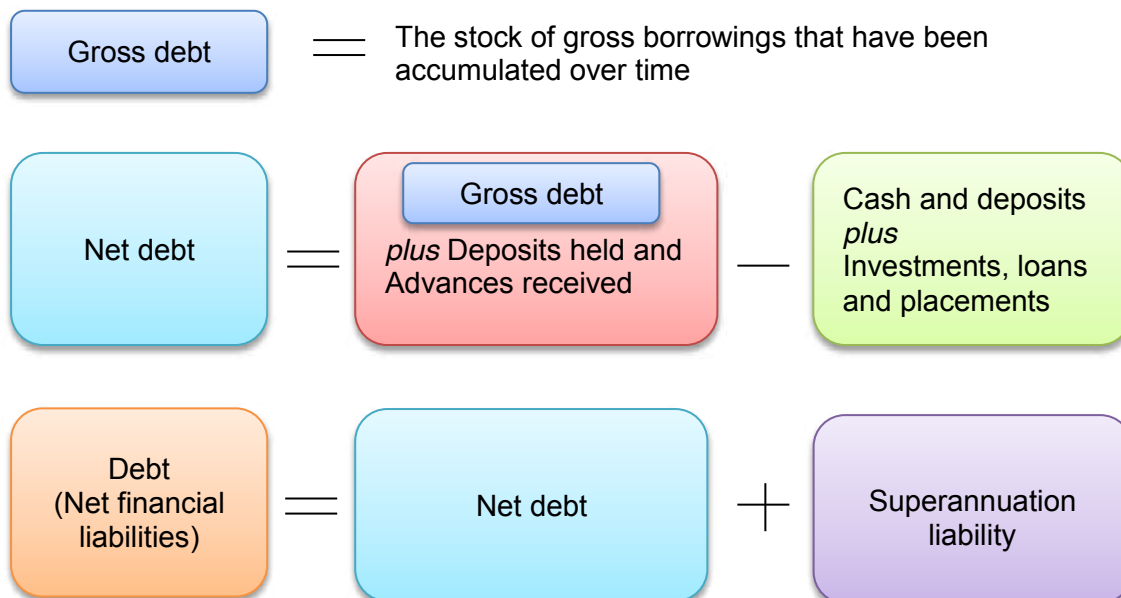 Gross debt
=
The stock of gross borrowings that have been
accumulated over time
Net debt
=
Gross debt
plus Deposits held and
Advances received
–
Cash and deposits
plus
Investments, loans
and placements
Debt
(Net financial
liabilities)
=
Net debt
+
Superannuation
liability